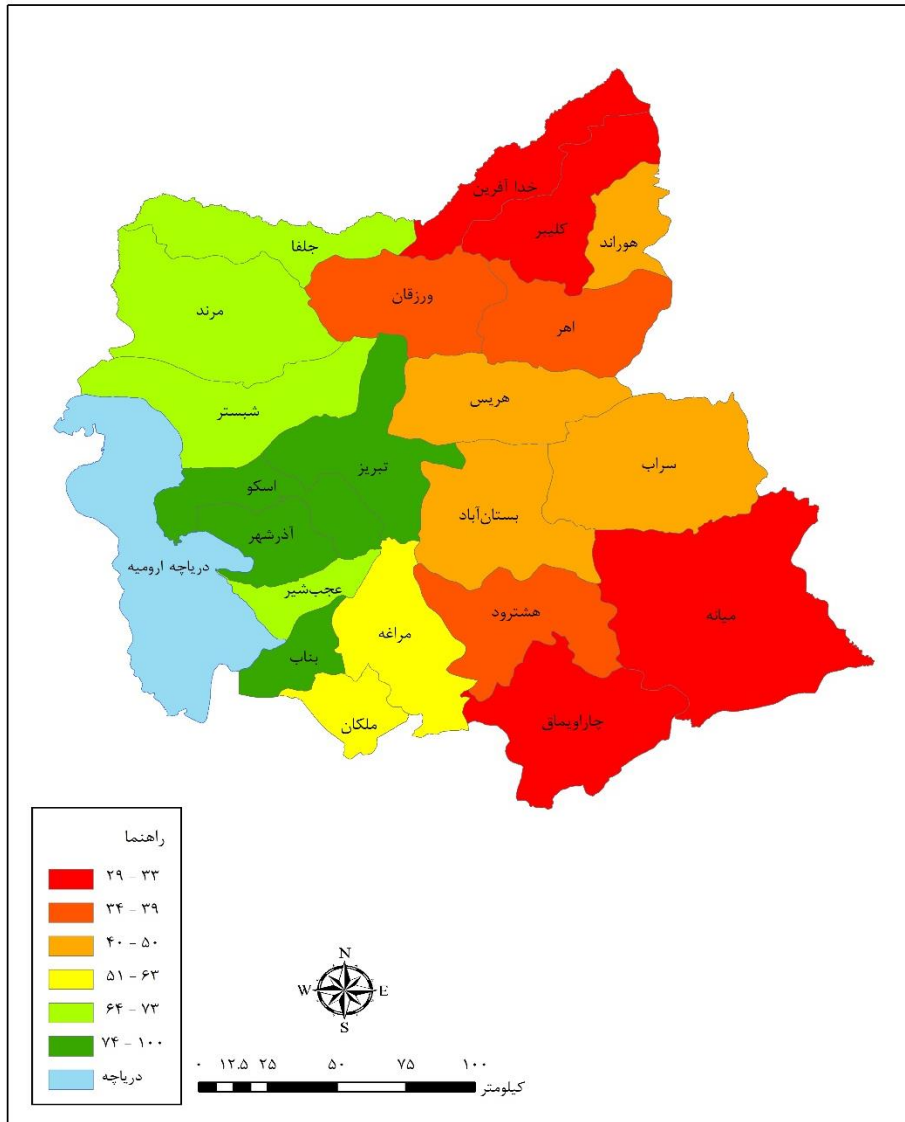 خدا آفرین
کلیبر
هوراند
جلفا
ورزقان
مرند
اهر
هریس
شبستر
سراب
تبریز
اسکو
بستان‌آباد
آذرشهر
دریاچه ارومیه
عجب‌شیر
هشترود
میانه
مراغه
بناب
ملکان
چاراویماق
راهنما
۲۹ - ۳۳
۳۴ - ۳۹
۴۰ - ۵۰
۵۱ - ۶۳
۶۴ - ۷۳
۷۴ - ۱۰۰
دریاچه
N
W E
S
۰ ۱۲.۵ ۲۵ ۵۰ ۷۵ ۱۰۰
کیلومتر